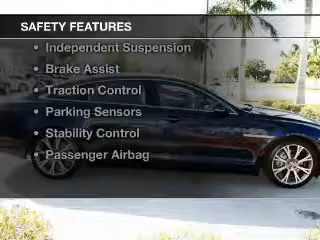 SAFETY FEATURES
• Independent Suspension
• Brake Assist
• Traction Control
• Parking Sensors
• Stability Control
• Passenger Airbag